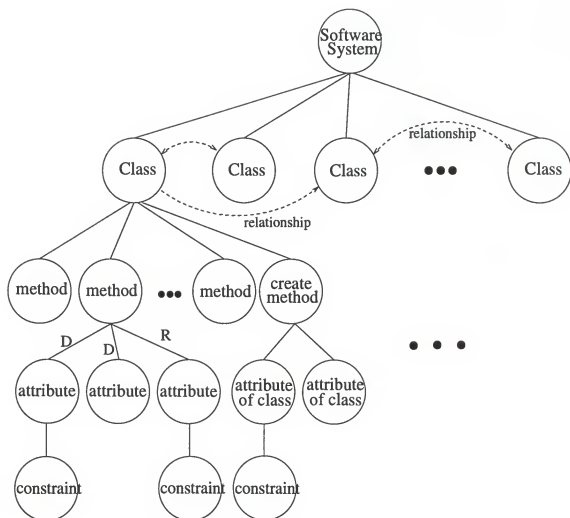 Software
System
relationship
Class
Class
Class
Class
relationship
method
method
method
create
method
D
D
R
attribute
attribute
attribute
attribute
of class
attribute
of class
constraint
constraint
constraint